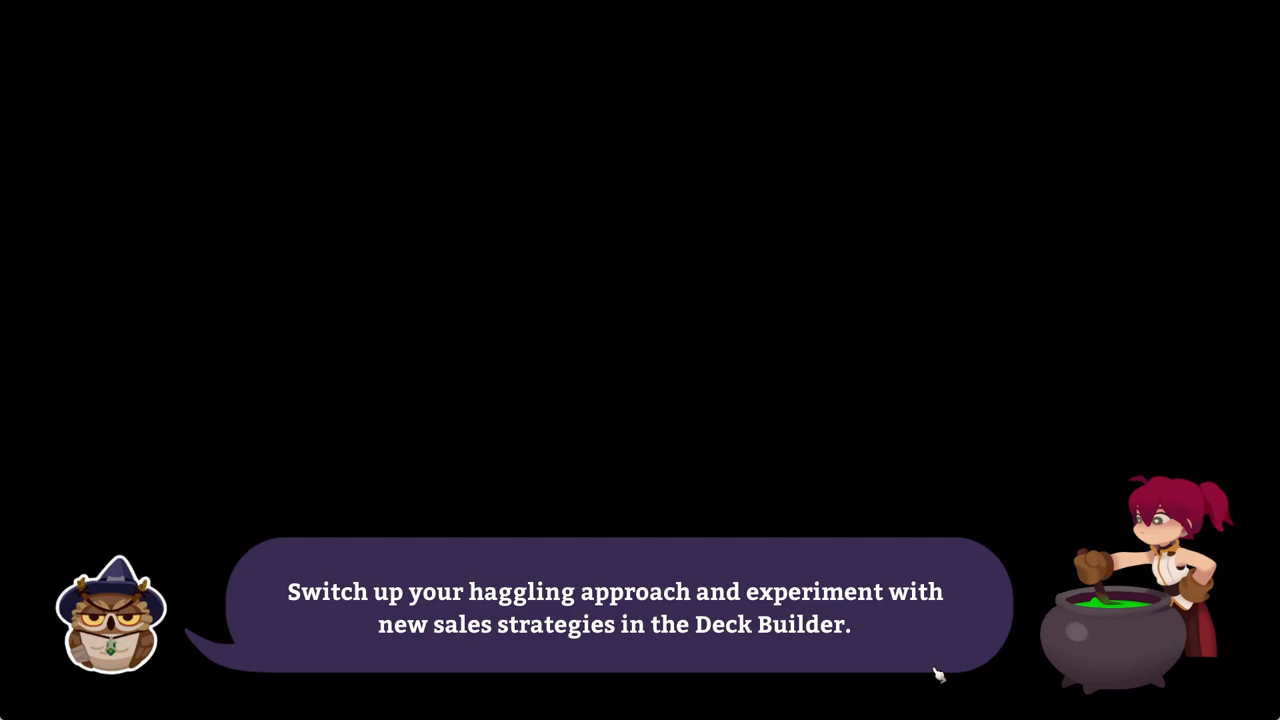 Switch up your haggling approach and experiment with
new sales strategies in the Deck Builder.